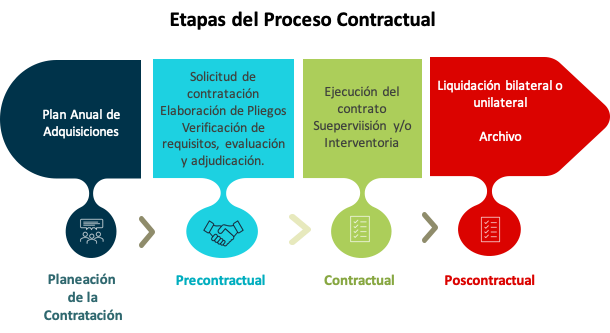 Etapas del Proceso Contractual
Plan Anual de
Adquisiciones
Solicitud de
contratación
Elaboración de Pliegos
Verificación de
requisitos, evaluación
y adjudicación.
Ejecución del
contrato
Sueperviisión y/o
Interventoria
Liquidación bilateral o
unilateral
Archivo
Planeación
de la
Contratación
Precontractual
Contractual
Poscontractual